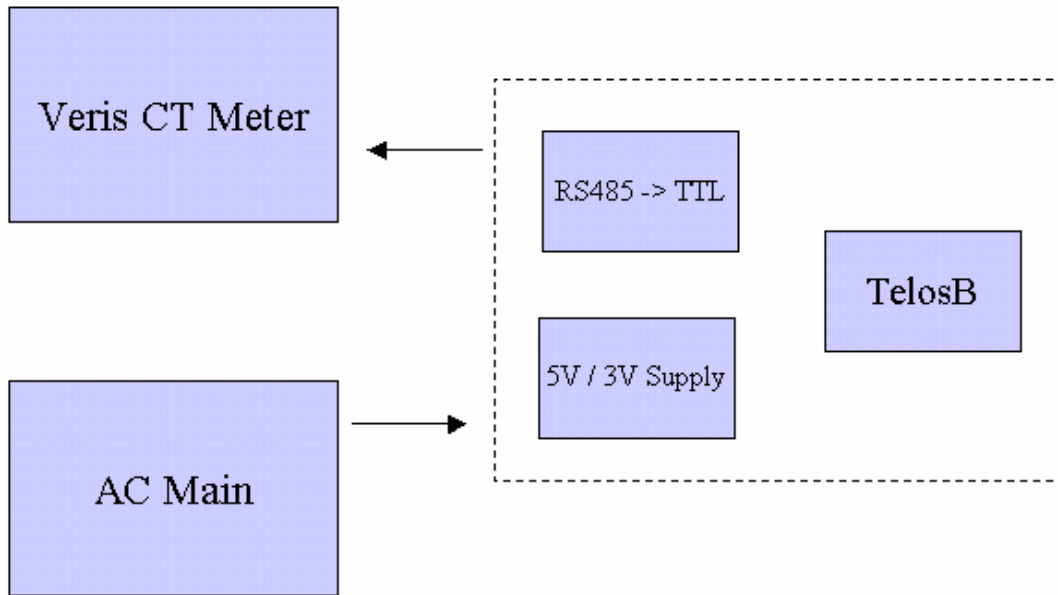 Veris CT Meter
RS485 -> TTL
TelosB
5V / 3V Supply
AC Main